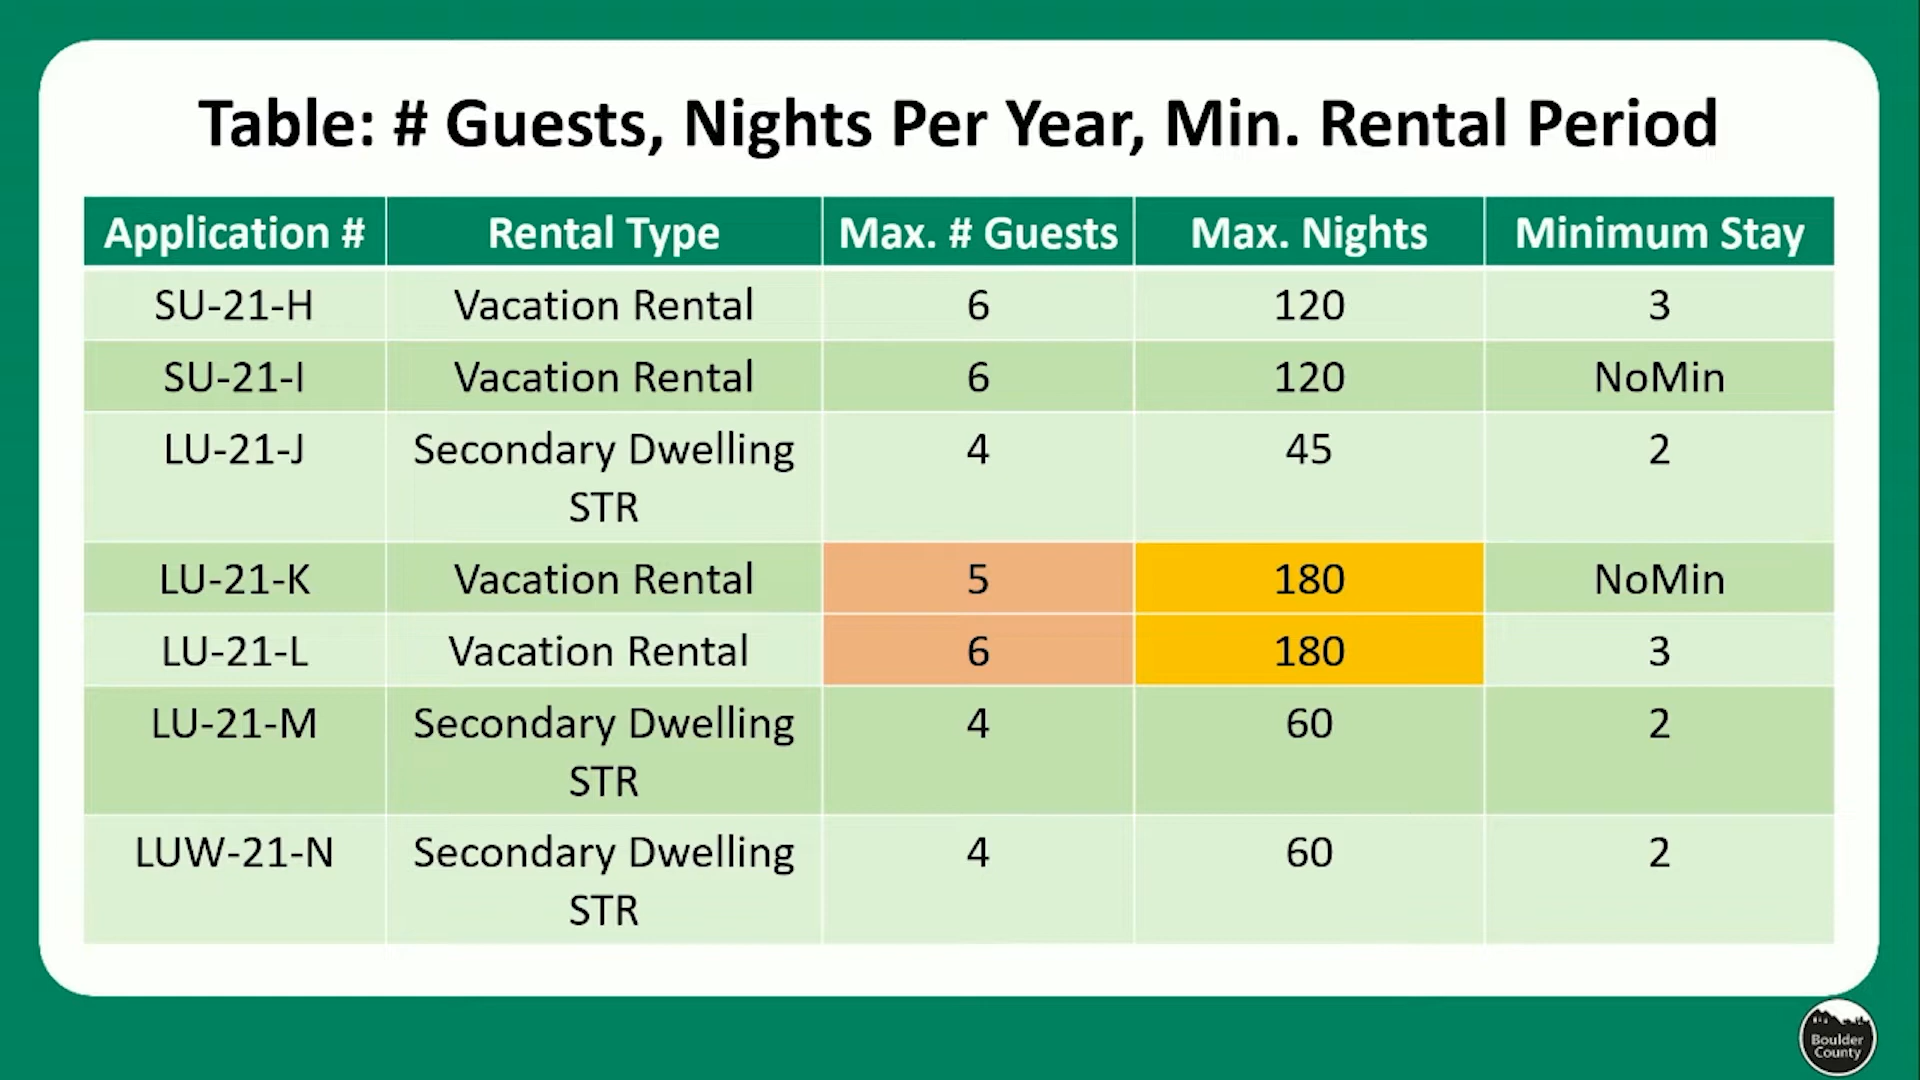 Table: # Guests, Nights Per Year, Min. Rental Period
Application # Rental Type Max. # Guests Max. Nights Minimum Stay
SU-21-H Vacation Rental 6 120 3
SU-21-I Vacation Rental 6 120 NoMin
LU-21-J Secondary Dwelling 4 45 2
STR
LU-21-K Vacation Rental 5 180 NoMin
LU-21-L Vacation Rental 6 180 3
LU-21-M Secondary Dwelling 4 60 2
STR
LUW-21-N Secondary Dwelling 4 60 2
STR
Boulder
County